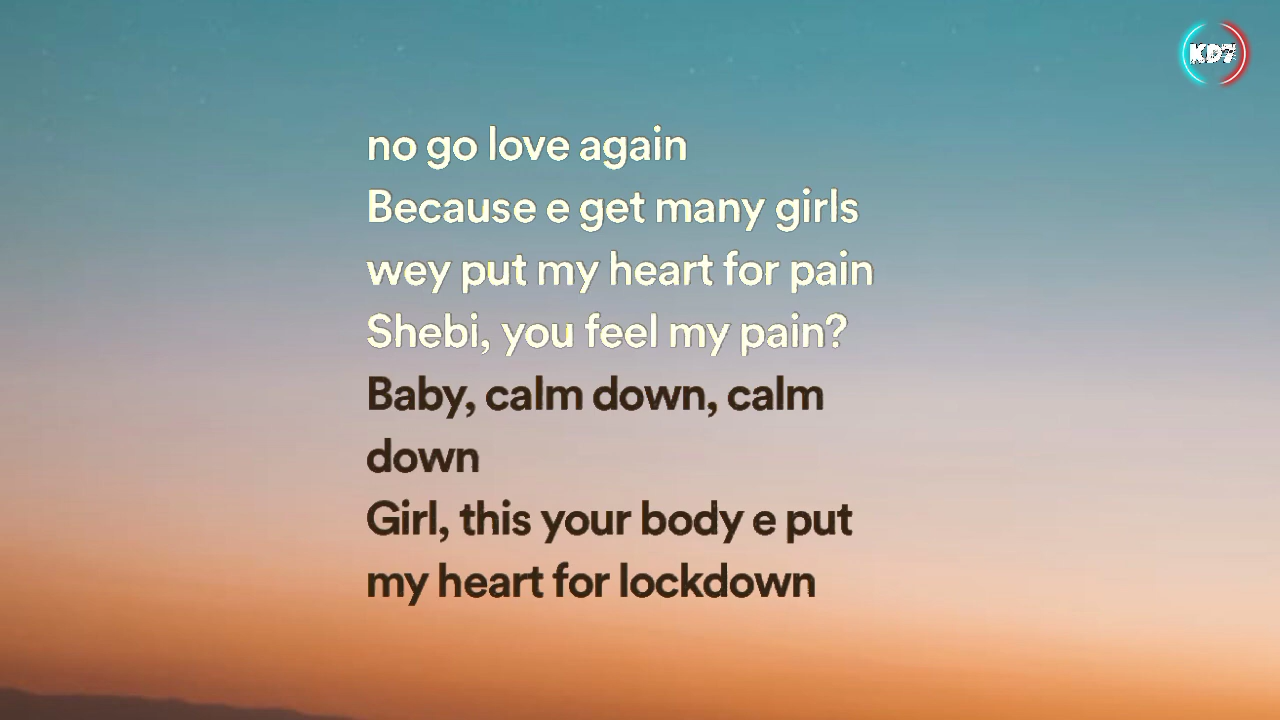 KD7
no go love again
Because e get many girls
wey put my heart for pain
Shebi, you feel my pain?
Baby, calm down, calm
down
Girl, this your body e put
my heart for lockdown